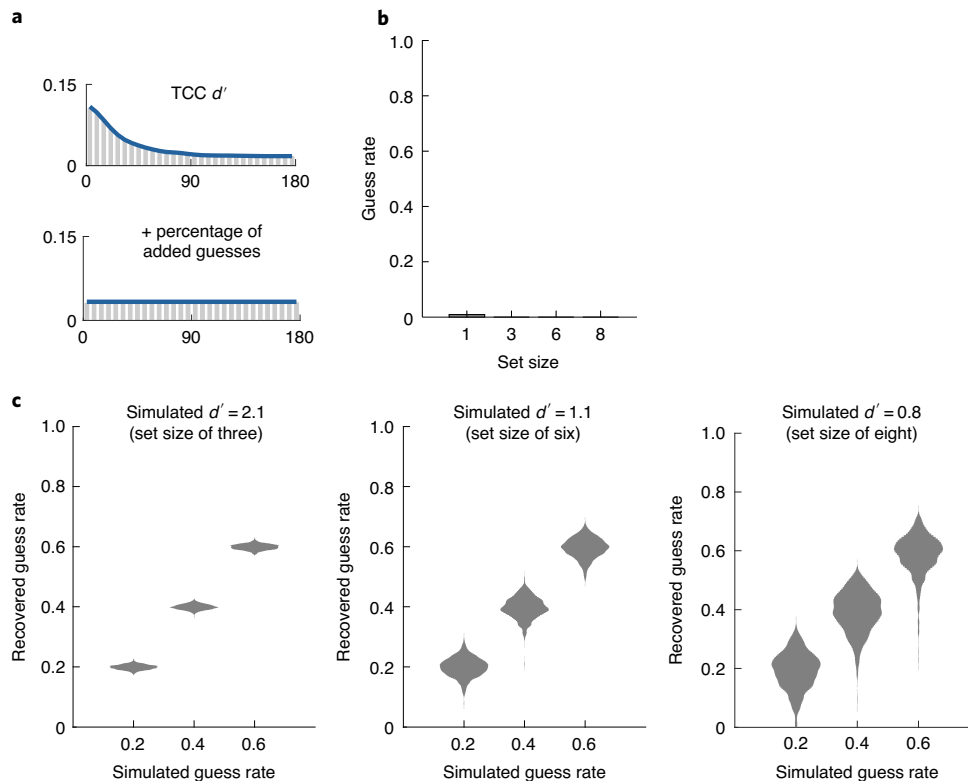 a
0.15
TCC d′
0
0
90
180
0.15
+ percentage of
added guesses
0
0
90
180
b
1.0
0.8
0.6
0.4
0.2
0
Guess rate
1
3
6
8
Set size
c
Simulated d′ = 2.1
(set size of three)
1.0
0.8
0.6
0.4
0.2
0
Recovered guess rate
0.2
0.4
0.6
Simulated guess rate
Simulated d′ = 1.1
(set size of six)
1.0
0.8
0.6
0.4
0.2
0
Recovered guess rate
0.2
0.4
0.6
Simulated guess rate
Simulated d′ = 0.8
(set size of eight)
1.0
0.8
0.6
0.4
0.2
0
Recovered guess rate
0.2
0.4
0.6
Simulated guess rate